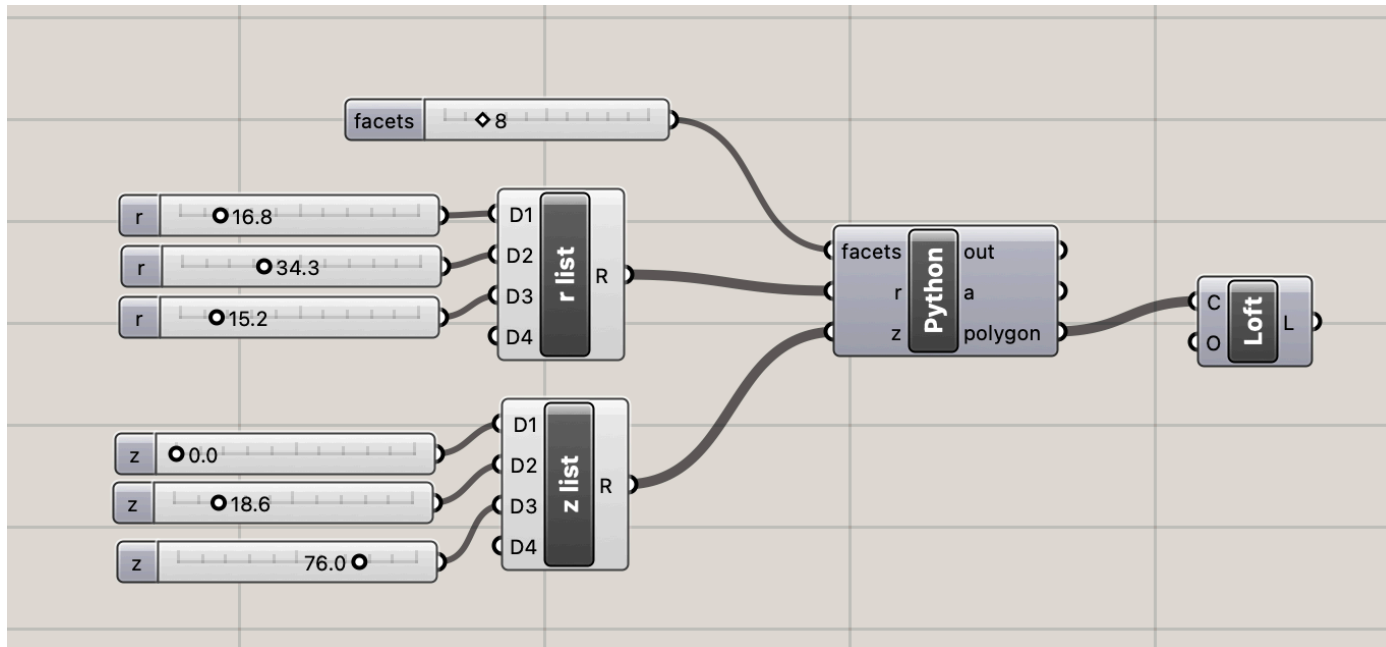 facets 8
r 16.8
r 34.3
r 15.2
D1
D2
D3
D4
r list
R
z 0.0
z 18.6
z 76.0
D1
D2
D3
D4
z list
R
facets
r
z
Python
out
a
polygon
C
O
Loft
L